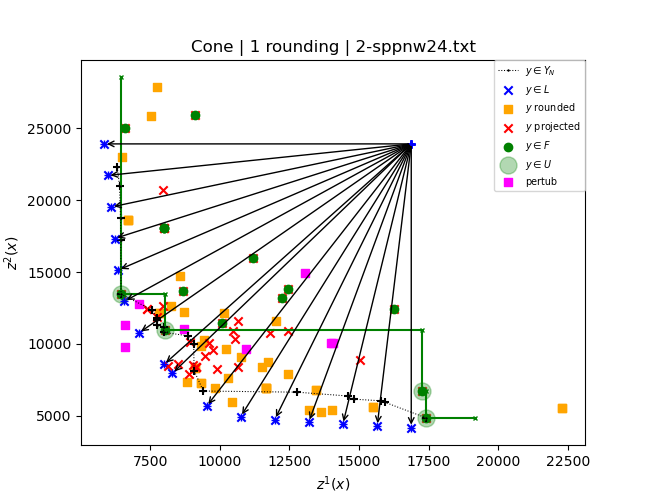 Cone | 1 rounding | 2-sppnw24.txt
y ∈ Y_N
y ∈ L
y rounded
y projected
y ∈ F
y ∈ U
pertub
25000
20000
15000
10000
5000
z²(x)
7500 10000 12500 15000 17500 20000 22500
z¹(x)